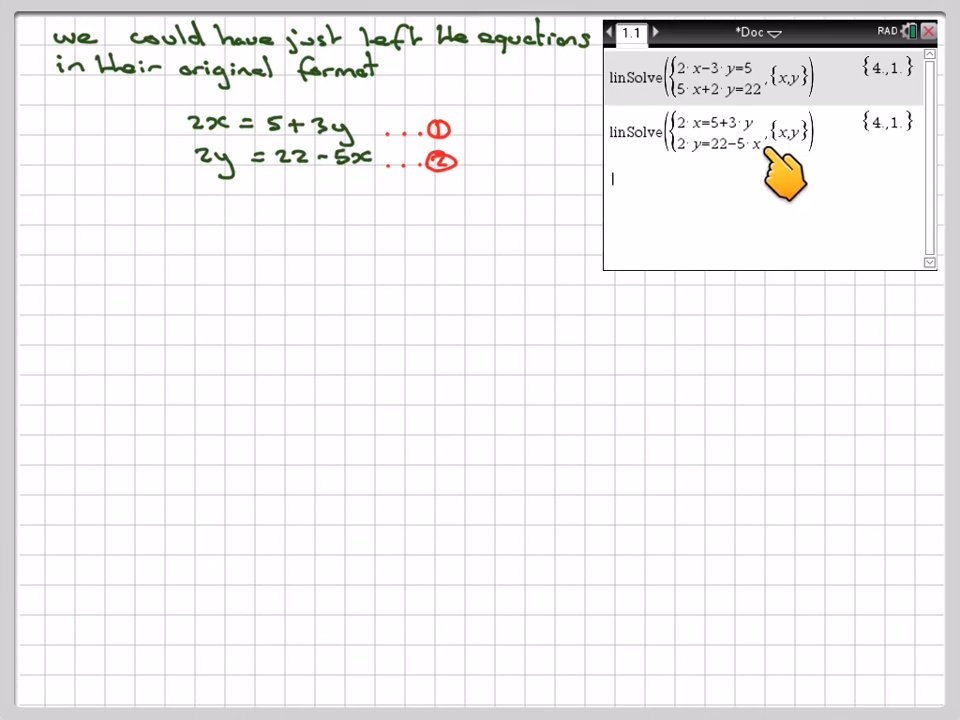 we could have just left the equations
in their original format
2x = 5 + 3y ...①
2y = 22 - 5x ...②
1.1 *Doc RAD
linSolve({2·x−3·y=5
5·x+2·y=22 ,{x,y}) {4.,1.}
linSolve({2·x=5+3·y
2·y=22−5·x ,{x,y}) {4.,1.}